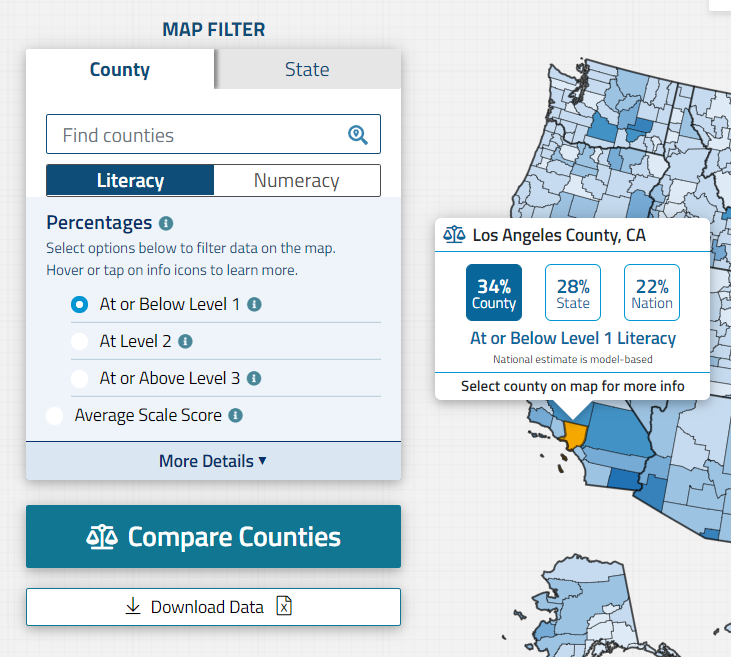 MAP FILTER
County
State
Find counties
Literacy
Numeracy
Percentages
Select options below to filter data on the map.
Hover or tap on info icons to learn more.
At or Below Level 1
At Level 2
At or Above Level 3
Average Scale Score
More Details ▼
Compare Counties
Download Data
Los Angeles County, CA
34%
County
28%
State
22%
Nation
At or Below Level 1 Literacy
National estimate is model-based
Select county on map for more info